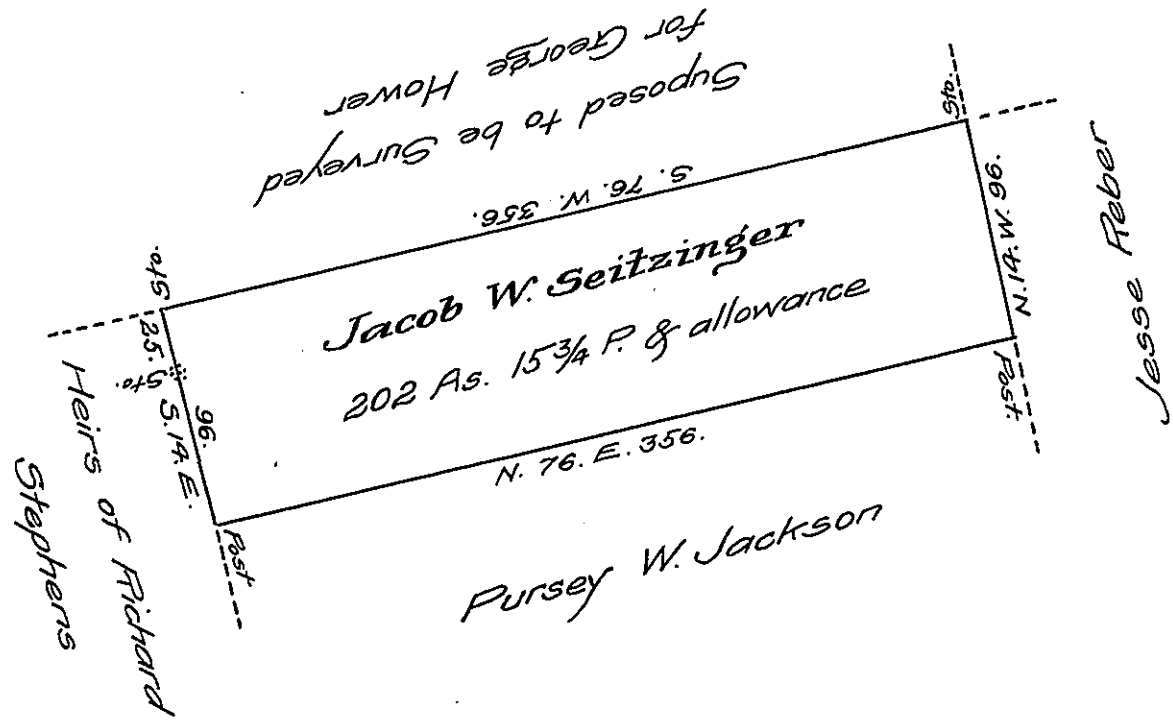 Suposed to be Surveyed
for George Hower
S. 76. W. 356.
Sto.
Sto.
N. 14. W. 96.
Jesse Reber
Jacob W. Seitzinger
202 As. 15 3/4 P. & allowance
25. Sto.
S. 14. E.
96.
Heirs of Richard
Stephens
N. 76. E. 356.
Post
Post.
Pursey W. Jackson